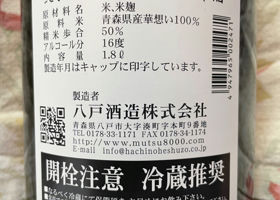 原材料名 米、米麹
原料米 青森県産華想い100%
精米歩合 50%
アルコール分 16度
内容量 1.8ℓ
製造年月はキャップに印字しています。
4947965002471
製造者
八戸酒造株式会社
青森県八戸市大字湊町字本町9番地
TEL 0178-33-1171 FAX 0178-34-1174
http://www.mutsu8000.com
Email info@hachinoheshuzo.co.jp
開栓注意 冷蔵推奨